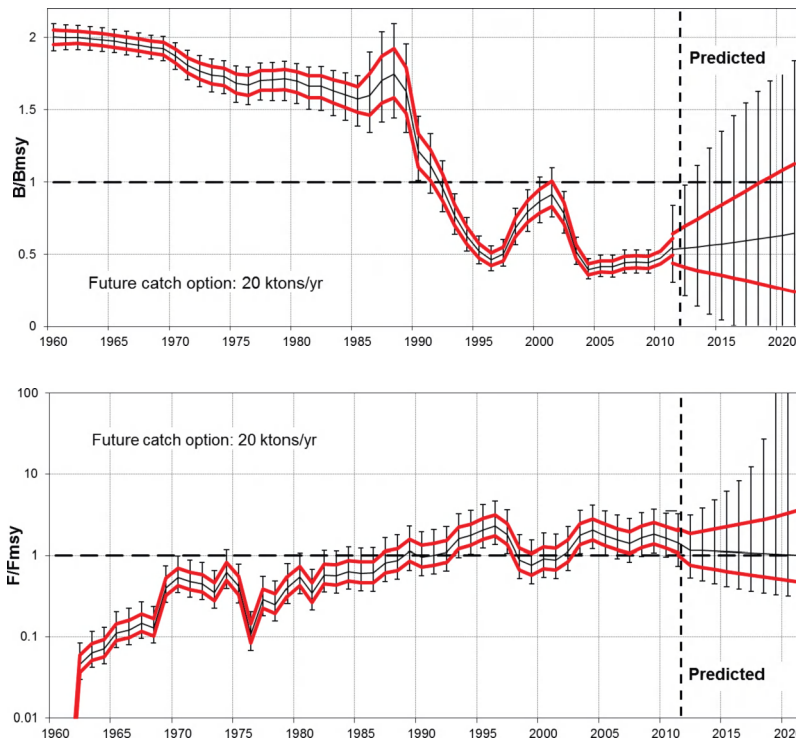 2
Predicted
1.5
B/Bmsy
1
0.5
Future catch option: 20 ktons/yr
0
1960 1965 1970 1975 1980 1985 1990 1995 2000 2005 2010 2015 2020
100
Future catch option: 20 ktons/yr
10
F/Fmsy
1
0.1
Predicted
0.01
1960 1965 1970 1975 1980 1985 1990 1995 2000 2005 2010 2015